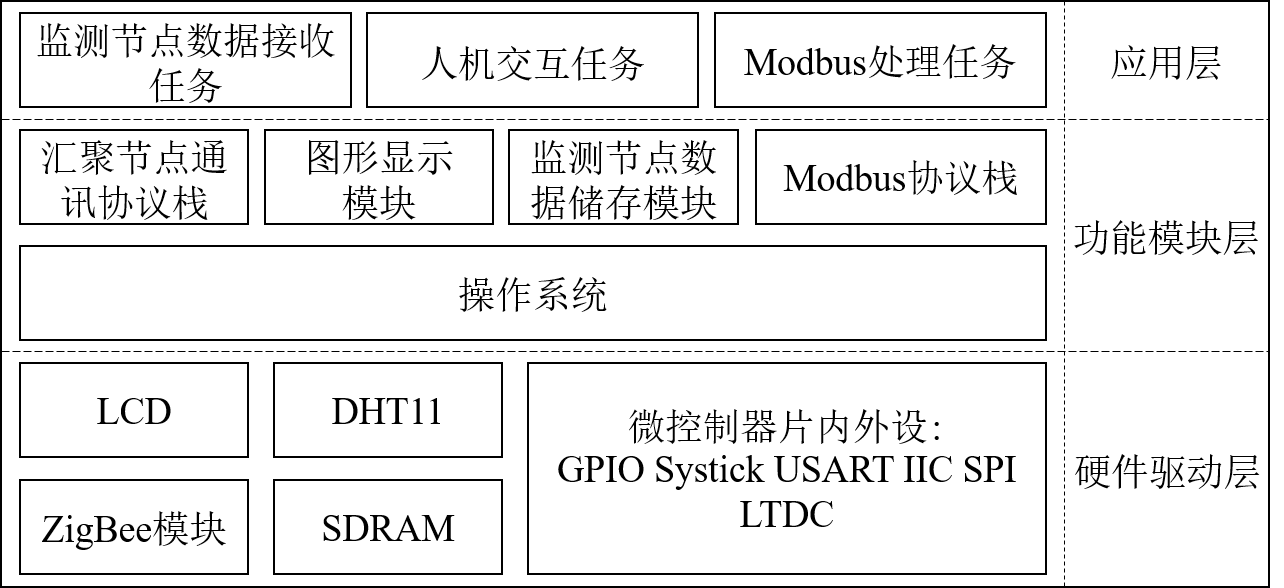 监测节点数据接收
任务
人机交互任务
Modbus处理任务
应用层
汇聚节点通
讯协议栈
图形显示
模块
监测节点数
据储存模块
Modbus协议栈
功能模块层
操作系统
LCD
DHT11
微控制器片内外设：
GPIO Systick USART IIC SPI
LTDC
硬件驱动层
ZigBee模块
SDRAM